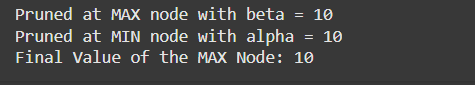 Pruned at MAX node with beta = 10
Pruned at MIN node with alpha = 10
Final Value of the MAX Node: 10